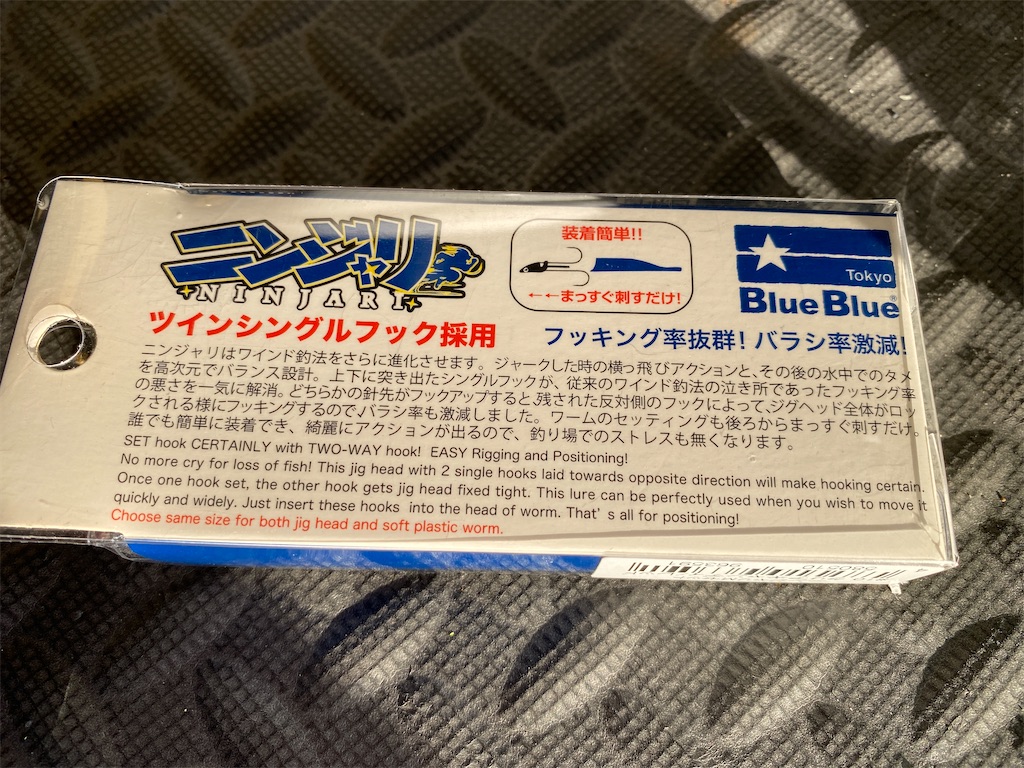 ニンジャリ
NINJARI
装着簡単!!
←←まっすぐ刺すだけ!
Tokyo
BlueBlue®
ツインシングルフック採用
フッキング率抜群! バラシ率激減!
ニンジャリはワインド釣法をさらに進化させます。ジャークした時の横っ飛びアクションと、その後の水中でのタメ
を高次元でバランス設計。上下に突き出たシングルフックが、従来のワインド釣法の泣き所であったフッキング率
の悪さを一気に解消。どちらかの針先がフックアップすると、残された反対側のフックによって、ジグヘッド全体がロッ
クされる様にフッキングするので、バラシ率も激減しました。ワームのセッティングも後ろからまっすぐ刺すだけ。
誰でも簡単に装着でき、綺麗にアクションが出るので、釣り場でのストレスも無くなります。
SET hook CERTAINLY with TWO-WAY hook! EASY Rigging and Positioning!
No more cry for loss of fish! This jig head with 2 single hooks laid towards opposite direction will make hooking certain.
Once one hook set, the other hook gets jig head fixed tight. This lure can be perfectly used when you wish to move it
quickly and widely. Just insert these hooks into the head of worm. That's all for positioning!
Choose same size for both jig head and soft plastic worm.